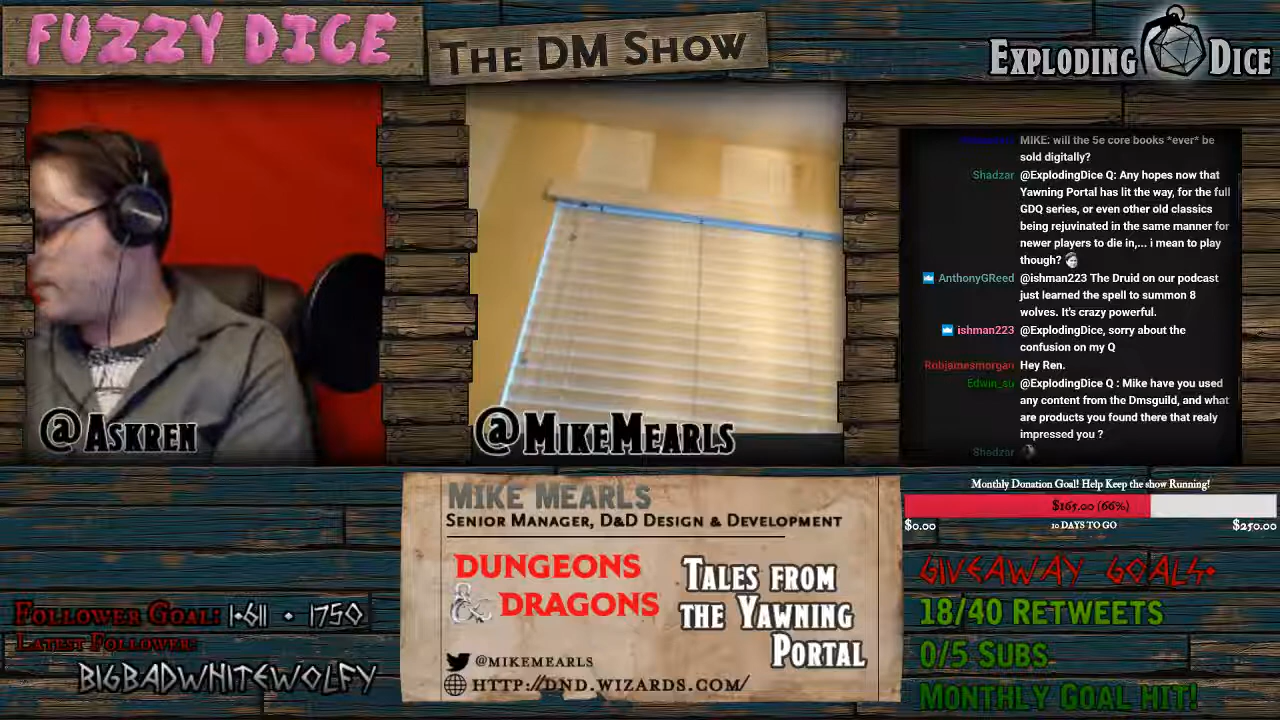 FUZZY DICE
THE DM SHOW
EXPLODING DICE
MIKE: will the 5e core books *ever* be
sold digitally?
Shadzar @ExplodingDice Q: Any hopes now that
Yawning Portal has lit the way, for the full
GDQ series, or even other old classics
being rejuvinated in the same manner for
newer players to die in,... i mean to play
though?
AnthonyGReed @ishman223 The Druid on our podcast
just learned the spell to summon 8
wolves. It's crazy powerful.
ishman223 @ExplodingDice, sorry about the
confusion on my Q
Robjamesmorgan Hey Ren.
Edwin_su @ExplodingDice Q : Mike have you used
any content from the Dmsguild, and what
are products you found there that realy
impressed you ?
Shadzar
@ASKREN
@MIKEMEARLS
MIKE MEARLS
SENIOR MANAGER, D&D DESIGN & DEVELOPMENT
DUNGEONS
& DRAGONS
TALES FROM
THE YAWNING
PORTAL
@MIKEMEARLS
HTTP://DND.WIZARDS.COM/
Monthly Donation Goal! Help Keep the show Running!
$165.00 (66%)
$0.00 10 DAYS TO GO $250.00
GIVEAWAY GOALS:
18/40 RETWEETS
0/5 SUBS
MONTHLY GOAL HIT!
FOLLOWER GOAL: 1,611 • 1750
LATEST FOLLOWER:
BIGBADWHITEWOLFY